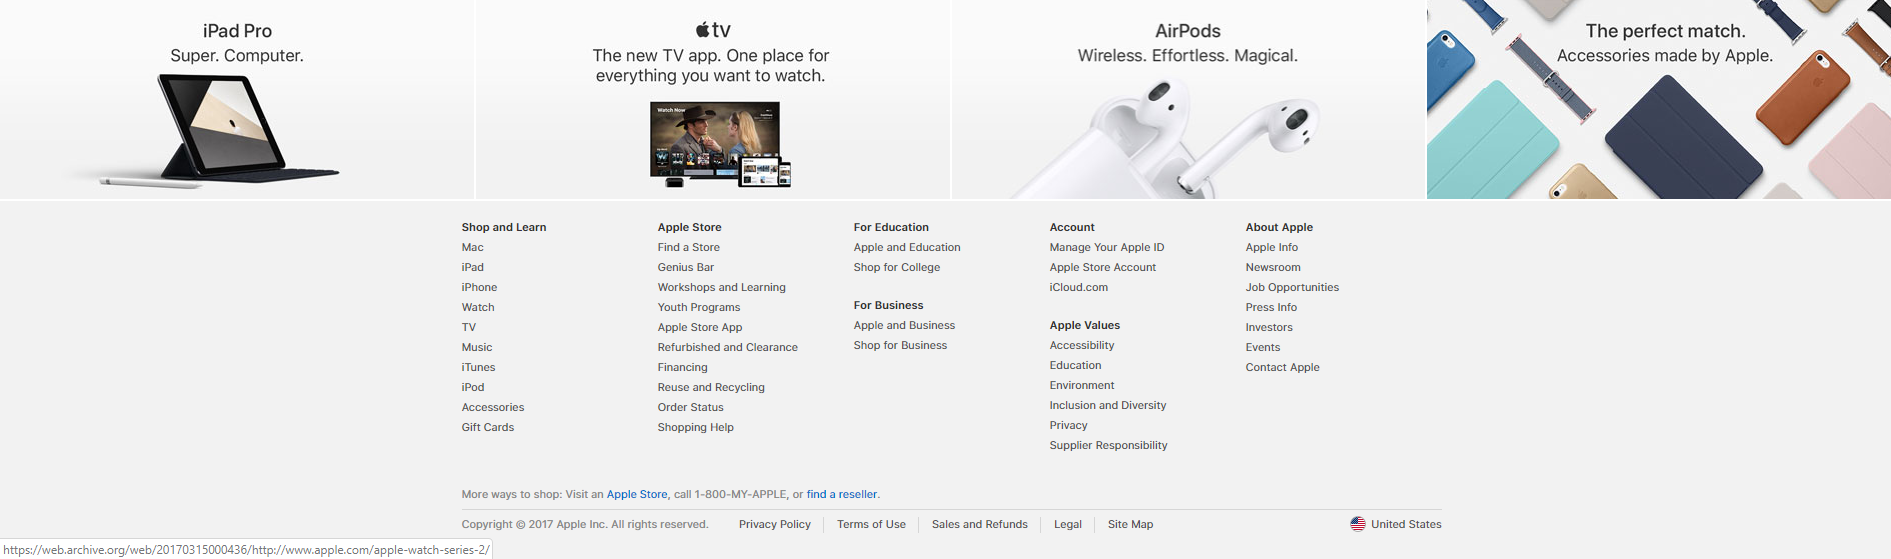 iPad Pro
Super. Computer.
tv
The new TV app. One place for
everything you want to watch.
Watch Now
AirPods
Wireless. Effortless. Magical.
The perfect match.
Accessories made by Apple.
Shop and Learn
Mac
iPad
iPhone
Watch
TV
Music
iTunes
iPod
Accessories
Gift Cards
Apple Store
Find a Store
Genius Bar
Workshops and Learning
Youth Programs
Apple Store App
Refurbished and Clearance
Financing
Reuse and Recycling
Order Status
Shopping Help
For Education
Apple and Education
Shop for College
For Business
Apple and Business
Shop for Business
Account
Manage Your Apple ID
Apple Store Account
iCloud.com
Apple Values
Accessibility
Education
Environment
Inclusion and Diversity
Privacy
Supplier Responsibility
About Apple
Apple Info
Newsroom
Job Opportunities
Press Info
Investors
Events
Contact Apple
More ways to shop: Visit an Apple Store, call 1-800-MY-APPLE, or find a reseller.
Copyright © 2017 Apple Inc. All rights reserved. Privacy Policy Terms of Use Sales and Refunds Legal Site Map United States
https://web.archive.org/web/20170315000436/http://www.apple.com/apple-watch-series-2/